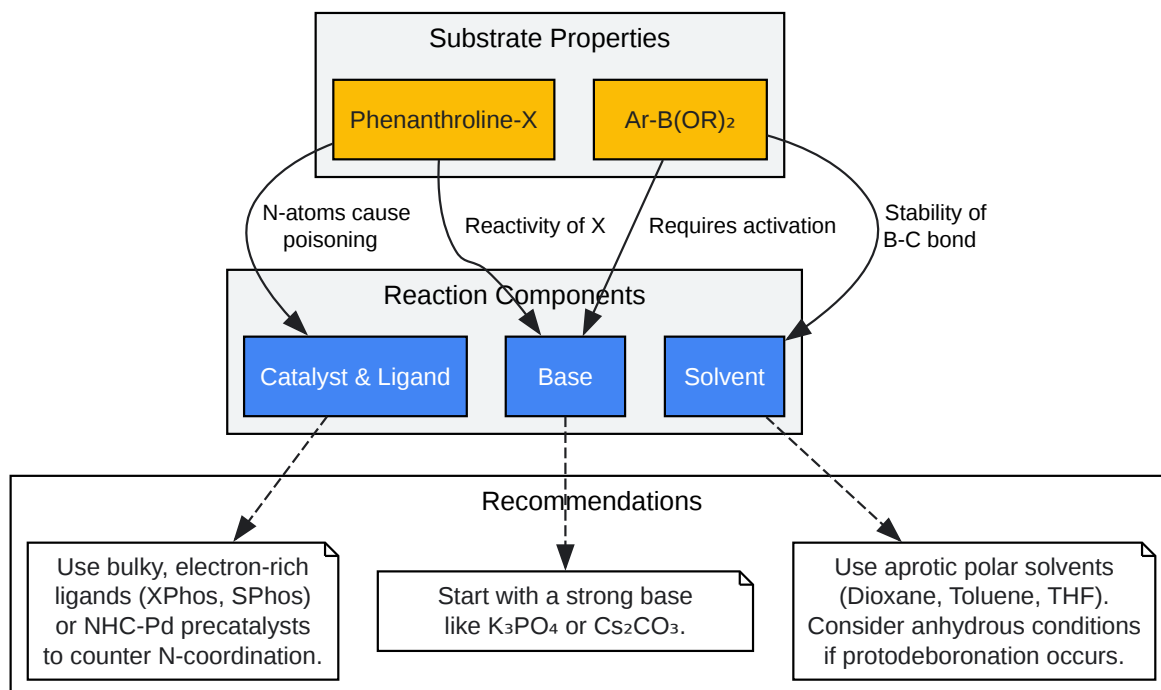 Substrate Properties
Phenanthroline-X
Ar-B(OR)₂
N-atoms cause
poisoning
Reactivity of X
Requires activation
Stability of
B-C bond
Reaction Components
Catalyst & Ligand
Base
Solvent
Recommendations
Use bulky, electron-rich
ligands (XPhos, SPhos)
or NHC-Pd precatalysts
to counter N-coordination.
Start with a strong base
like K₃PO₄ or Cs₂CO₃.
Use aprotic polar solvents
(Dioxane, Toluene, THF).
Consider anhydrous conditions
if protodeboronation occurs.